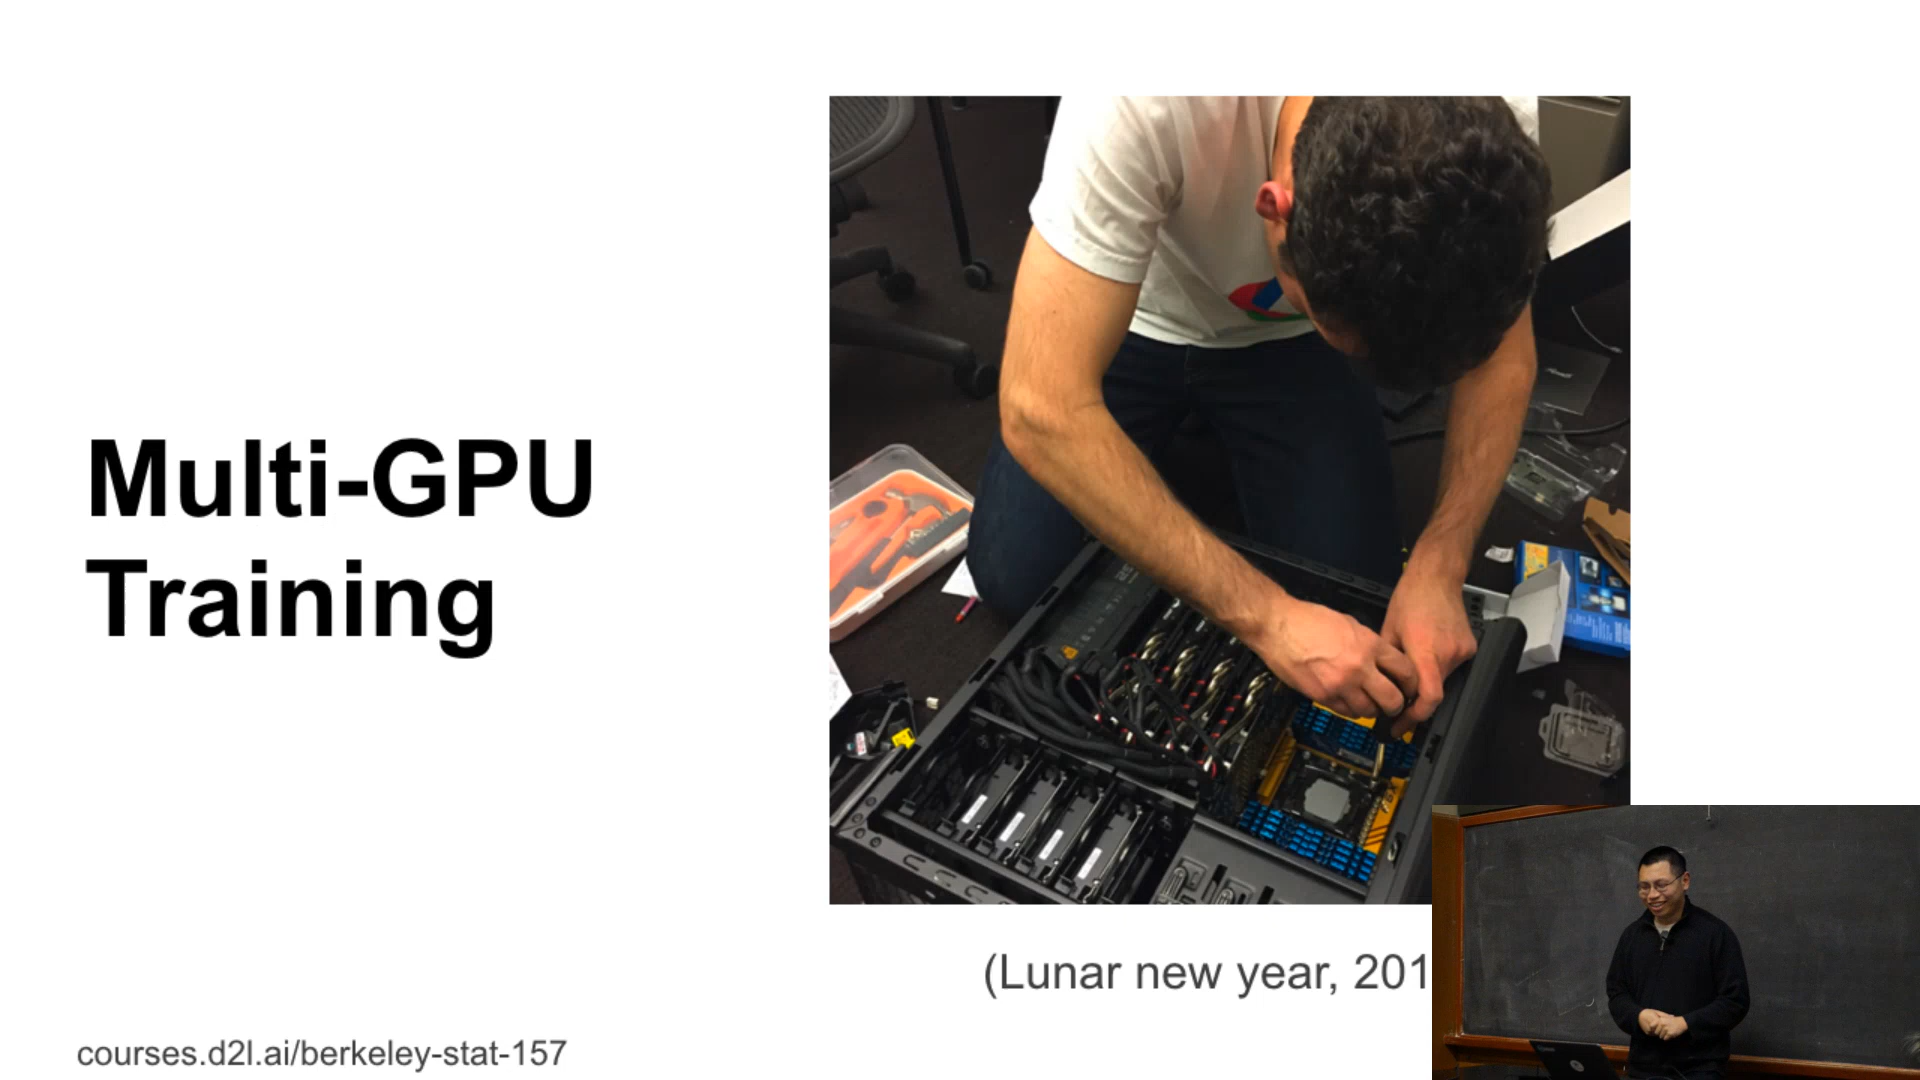 Multi-GPU
Training
(Lunar new year, 201
courses.d2l.ai/berkeley-stat-157